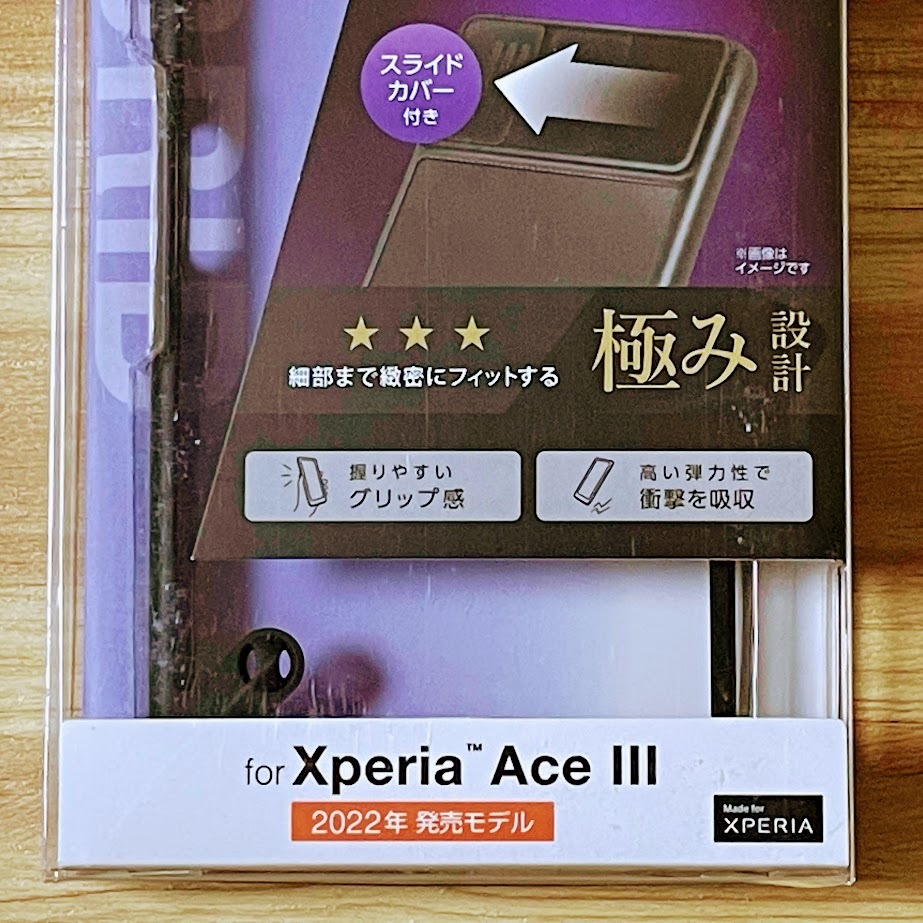 スライド
カバー
付き
※画像は
イメージです
★★★
細部まで緻密にフィットする
極み設計
握りやすい
グリップ感
高い弾力性で
衝撃を吸収
for Xperia™ Ace III
2022年 発売モデル
Made for
XPERIA